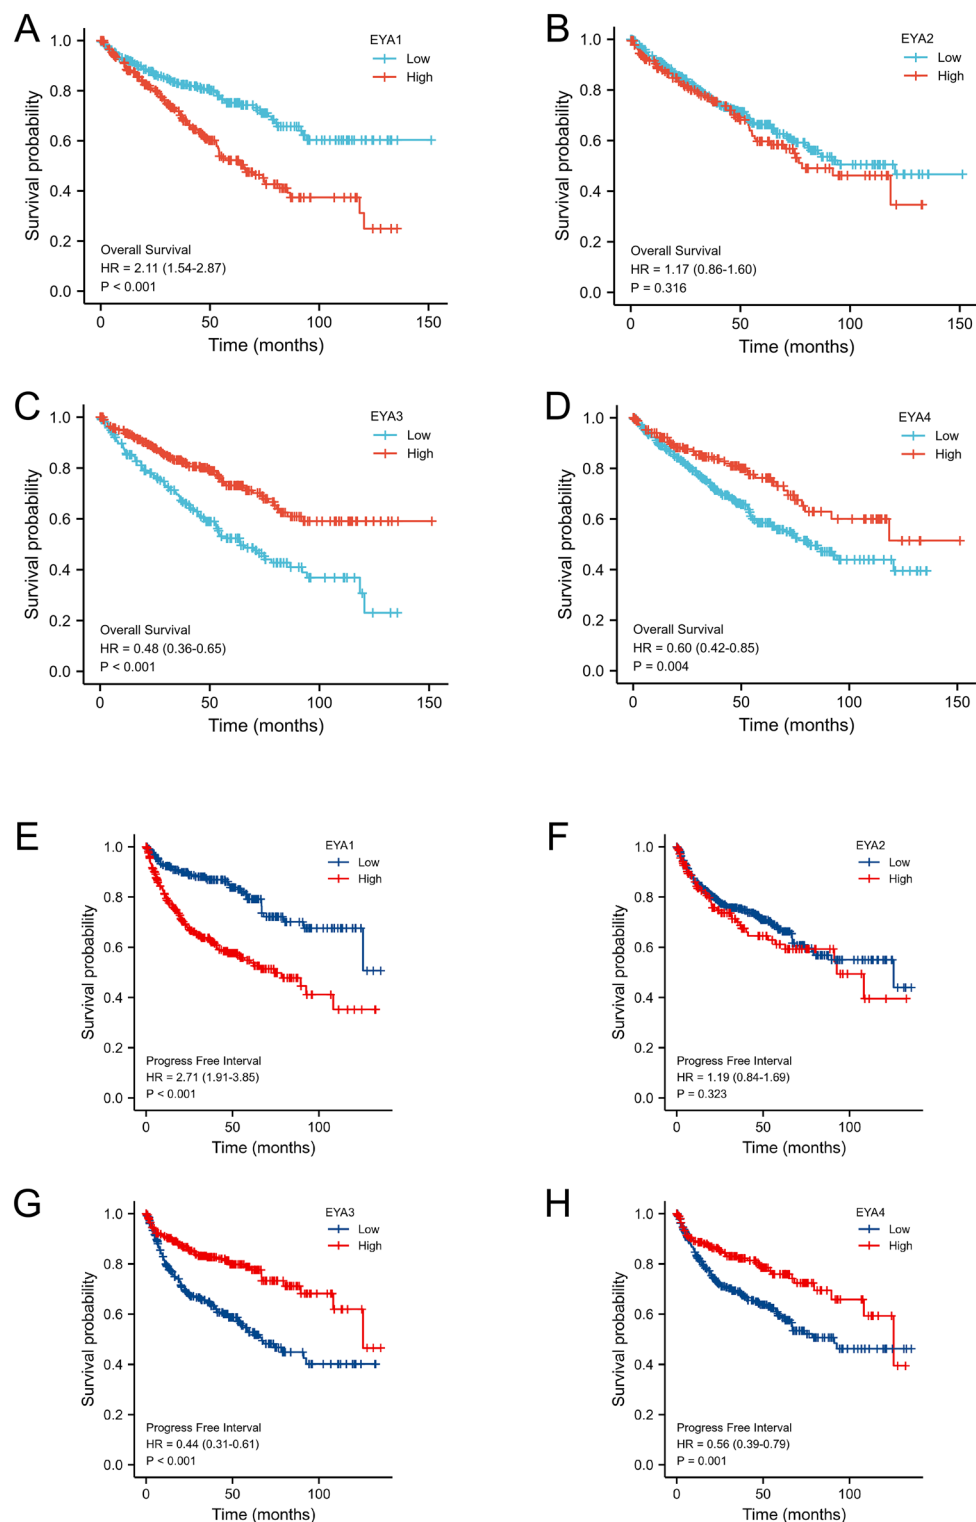 A
EYA1
Low
High
1.0
0.8
0.6
0.4
0.2
0.0
Survival probability
Overall Survival
HR = 2.11 (1.54-2.87)
P < 0.001
0 50 100 150
Time (months)
B
EYA2
Low
High
1.0
0.8
0.6
0.4
0.2
0.0
Survival probability
Overall Survival
HR = 1.17 (0.86-1.60)
P = 0.316
0 50 100 150
Time (months)
C
EYA3
Low
High
1.0
0.8
0.6
0.4
0.2
0.0
Survival probability
Overall Survival
HR = 0.48 (0.36-0.65)
P < 0.001
0 50 100 150
Time (months)
D
EYA4
Low
High
1.0
0.8
0.6
0.4
0.2
0.0
Survival probability
Overall Survival
HR = 0.60 (0.42-0.85)
P = 0.004
0 50 100 150
Time (months)
E
EYA1
Low
High
1.0
0.8
0.6
0.4
0.2
0.0
Survival probability
Progress Free Interval
HR = 2.71 (1.91-3.85)
P < 0.001
0 50 100
Time (months)
F
EYA2
Low
High
1.0
0.8
0.6
0.4
0.2
0.0
Survival probability
Progress Free Interval
HR = 1.19 (0.84-1.69)
P = 0.323
0 50 100
Time (months)
G
EYA3
Low
High
1.0
0.8
0.6
0.4
0.2
0.0
Survival probability
Progress Free Interval
HR = 0.44 (0.31-0.61)
P < 0.001
0 50 100
Time (months)
H
EYA4
Low
High
1.0
0.8
0.6
0.4
0.2
0.0
Survival probability
Progress Free Interval
HR = 0.56 (0.39-0.79)
P = 0.001
0 50 100
Time (months)